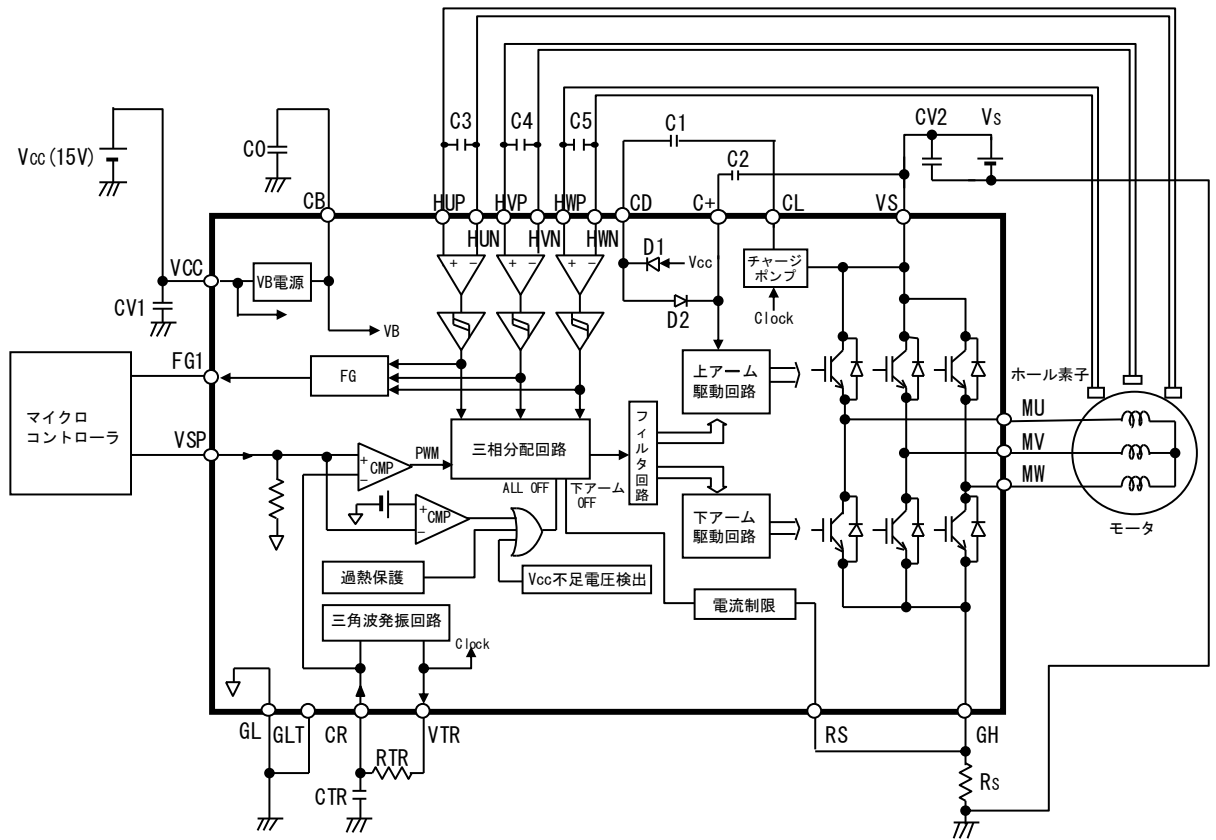 C3
C4
C5
C1
CV2
VS
VCC(15V)
C0
C2
CB
HUP
HVP
HWP
CD
C+
CL
VS
HUN
HVN
HWN
+ −
+ −
+ −
D1
Vcc
チャージ
ポンプ
VCC
VB電源
CV1
VB
D2
Clock
FG1
FG
上アーム
駆動回路
ホール素子
MU
マイクロ
コントローラ
VSP
+
−
CMP
PWM
三相分配回路
フィルタ回路
MV
ALL OFF
下アーム
OFF
MW
+
−
CMP
下アーム
駆動回路
モータ
過熱保護
Vcc不足電圧検出
電流制限
三角波発振回路
Clock
GL
GLT
CR
VTR
RS
GH
RTR
CTR
RS